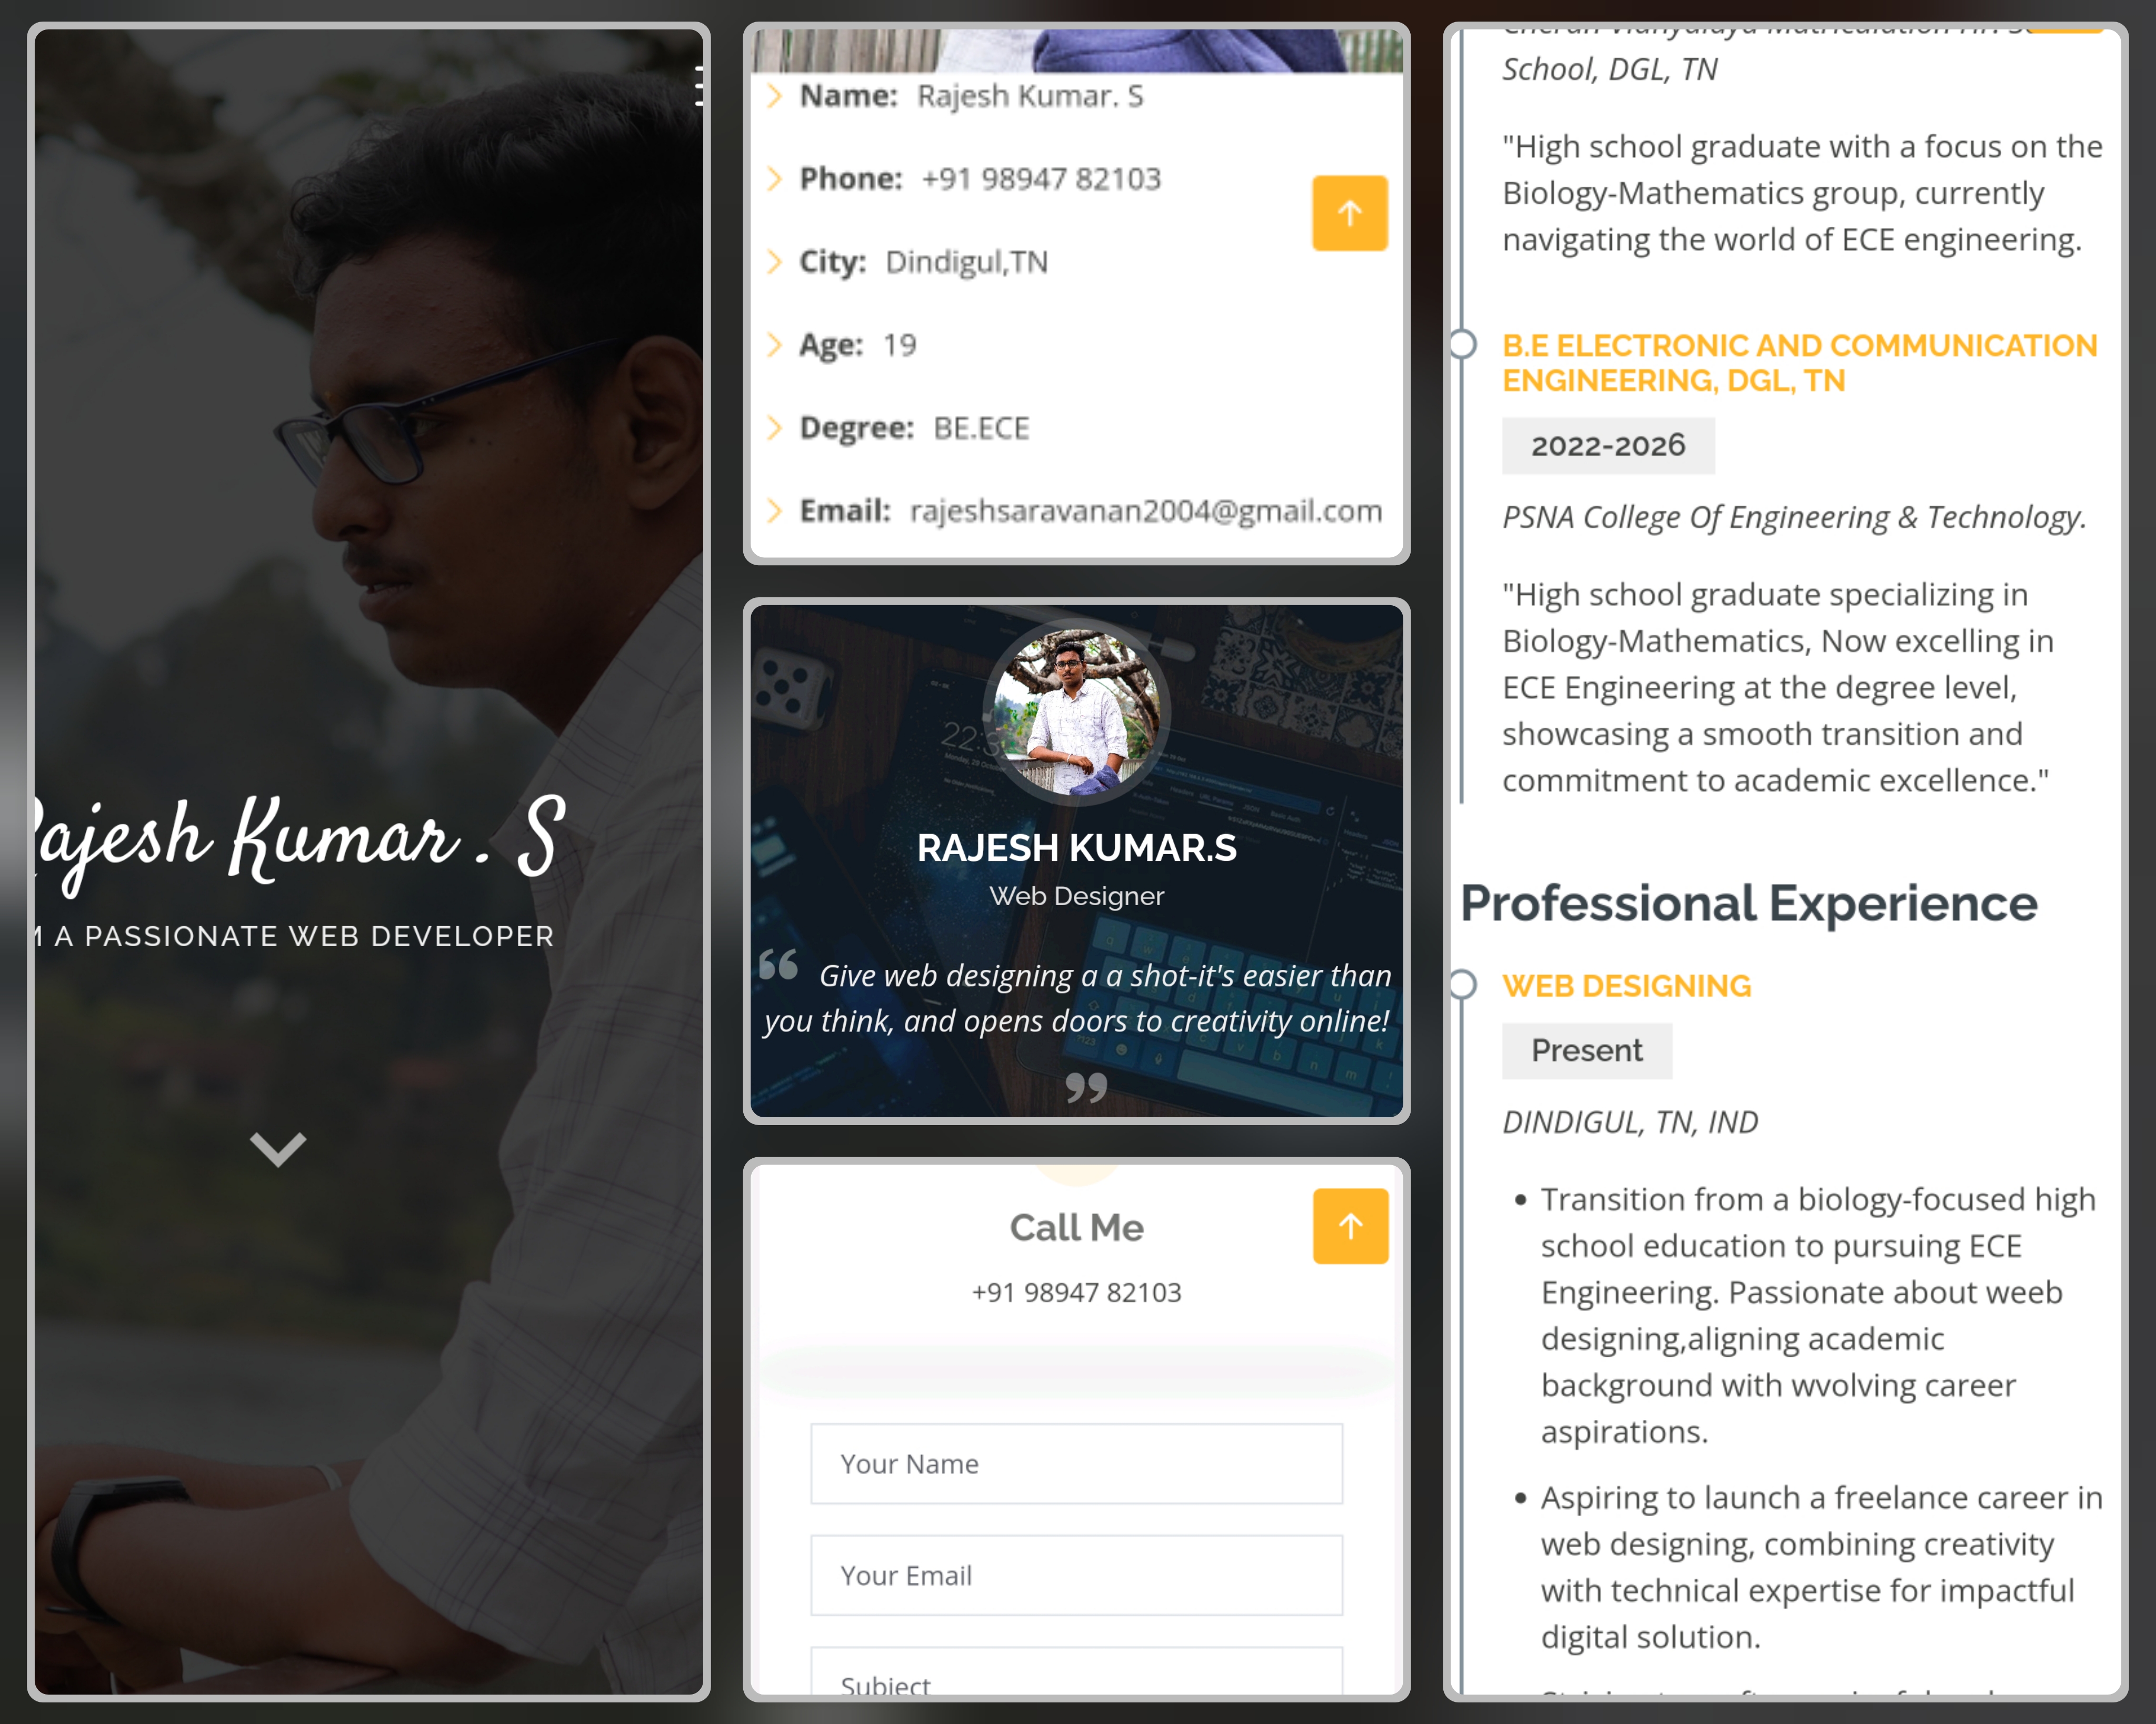 Rajesh Kumar . S
M A PASSIONATE WEB DEVELOPER
Name: Rajesh Kumar. S
Phone: +91 98947 82103
City: Dindigul,TN
Age: 19
Degree: BE.ECE
Email: rajeshsaravanan2004@gmail.com
22:3
RAJESH KUMAR.S
Web Designer
“ Give web designing a a shot-it's easier than
you think, and opens doors to creativity online!
”
Call Me
+91 98947 82103
Your Name
Your Email
Subject
School, DGL, TN
"High school graduate with a focus on the
Biology-Mathematics group, currently
navigating the world of ECE engineering.
B.E ELECTRONIC AND COMMUNICATION
ENGINEERING, DGL, TN
2022-2026
PSNA College Of Engineering & Technology.
"High school graduate specializing in
Biology-Mathematics, Now excelling in
ECE Engineering at the degree level,
showcasing a smooth transition and
commitment to academic excellence."
Professional Experience
WEB DESIGNING
Present
DINDIGUL, TN, IND
• Transition from a biology-focused high
school education to pursuing ECE
Engineering. Passionate about weeb
designing,aligning academic
background with wvolving career
aspirations.
• Aspiring to launch a freelance career in
web designing, combining creativity
with technical expertise for impactful
digital solution.